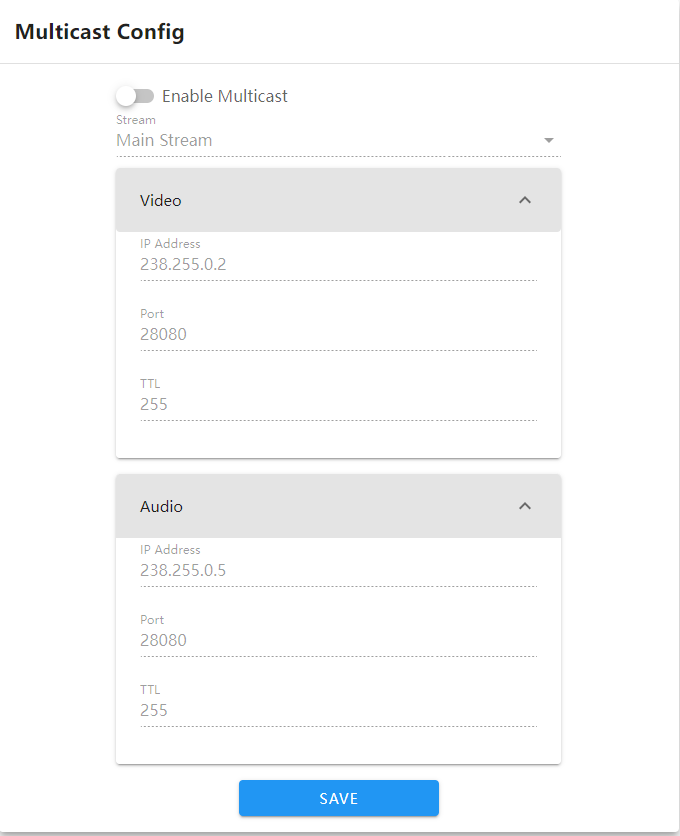 Multicast Config
Enable Multicast
Stream
Main Stream
Video
IP Address
238.255.0.2
Port
28080
TTL
255
Audio
IP Address
238.255.0.5
Port
28080
TTL
255
SAVE